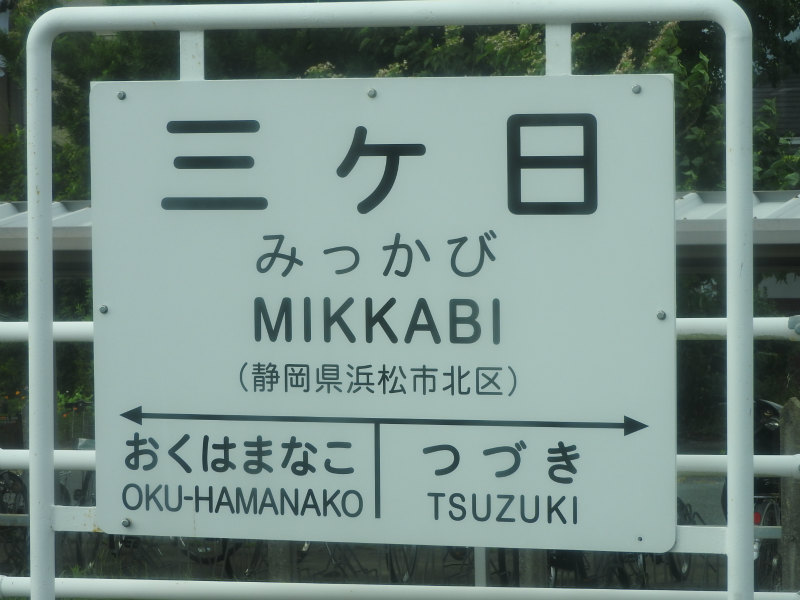 三ケ日
みっかび
MIKKABI
(静岡県浜松市北区)
おくはまなこ つづき
OKU-HAMANAKO TSUZUKI